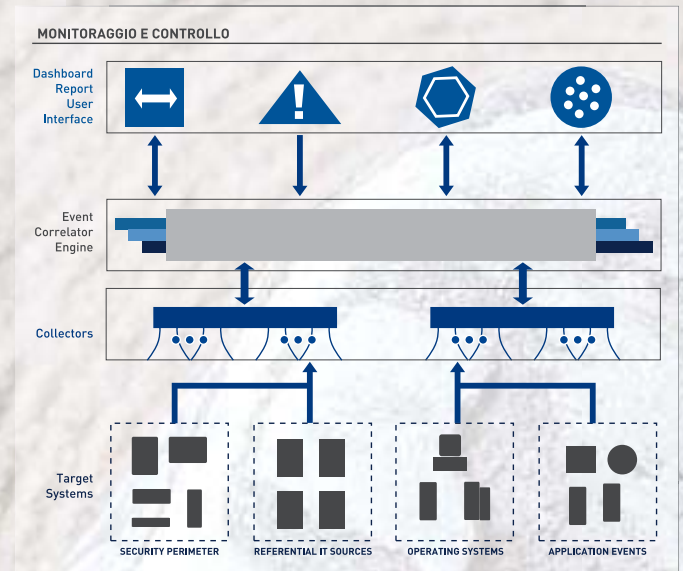 MONITORAGGIO E CONTROLLO
Dashboard
Report
User
Interface
!
Event
Correlator
Engine
Collectors
Target
Systems
SECURITY PERIMETER
REFERENTIAL IT SOURCES
OPERATING SYSTEMS
APPLICATION EVENTS